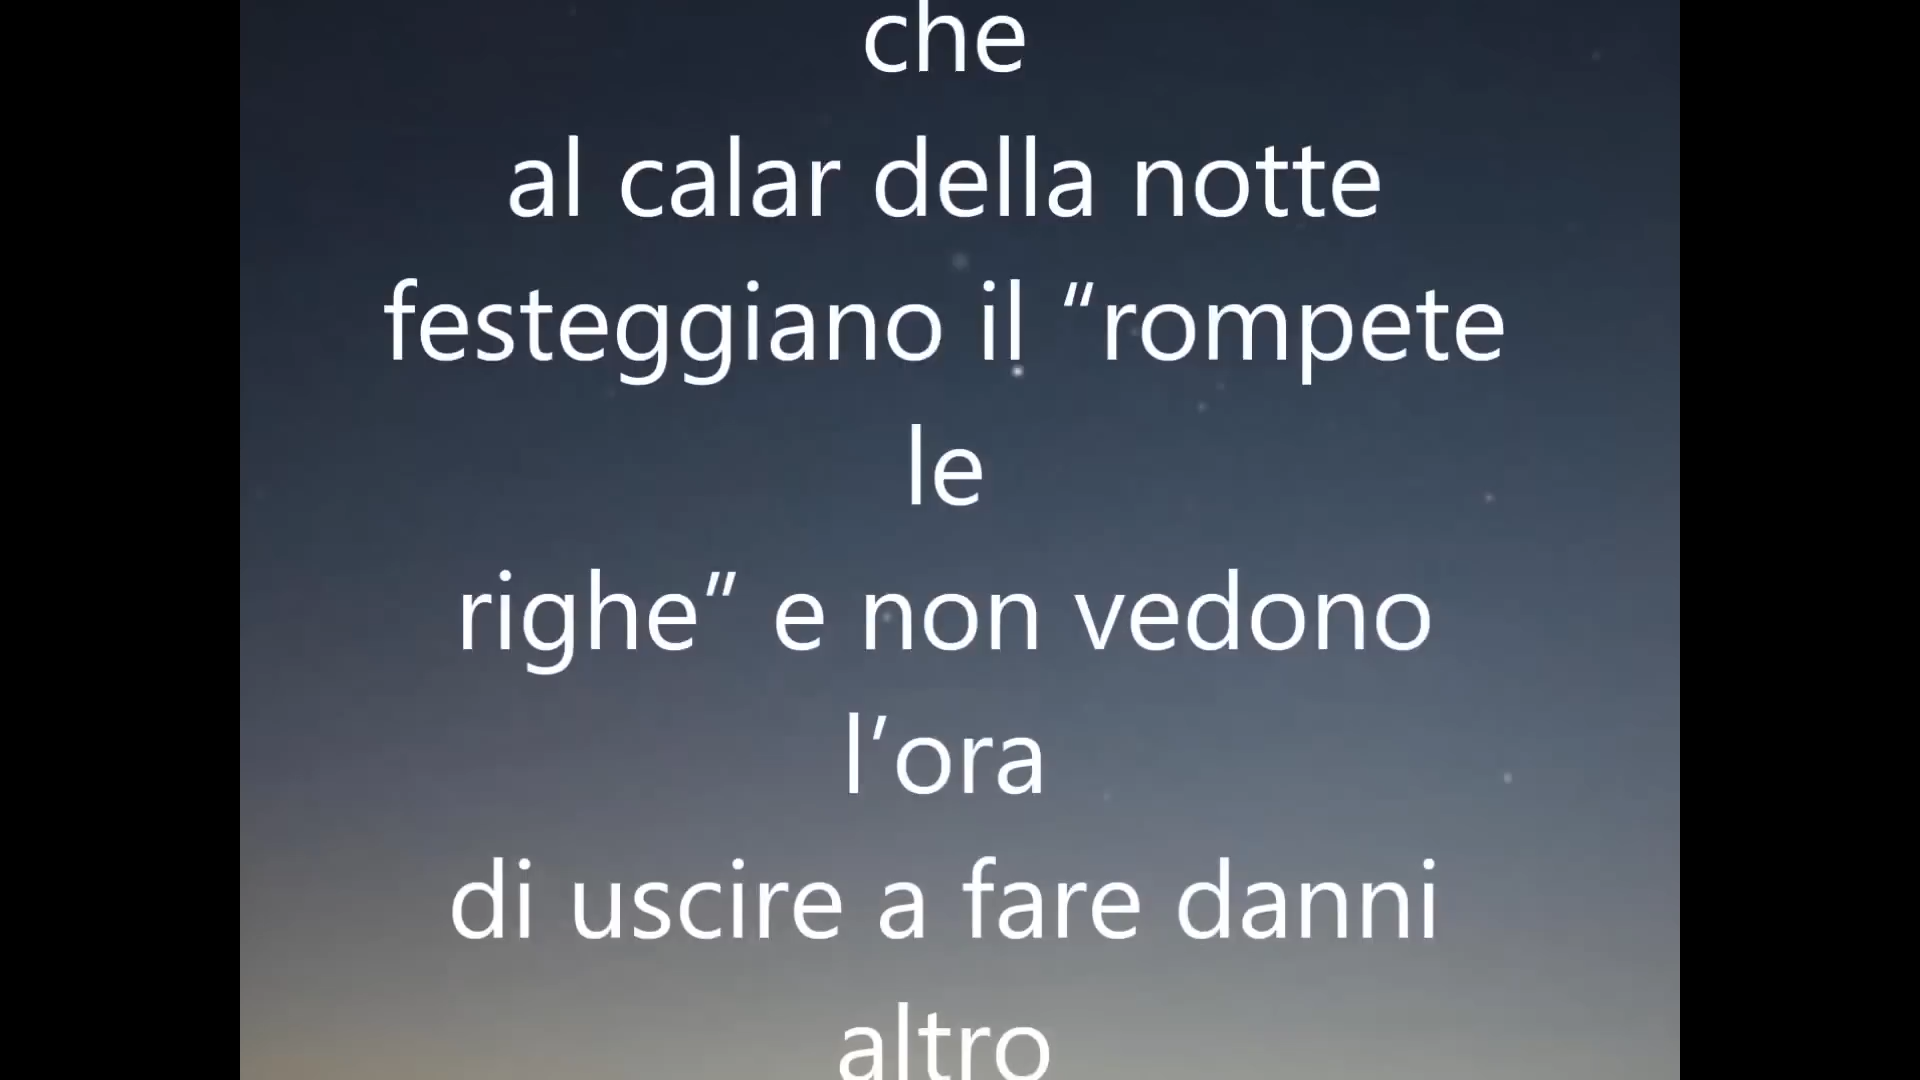 che
al calar della notte
festeggiano il “rompete
le
righe” e non vedono
l’ora
di uscire a fare danni
altro